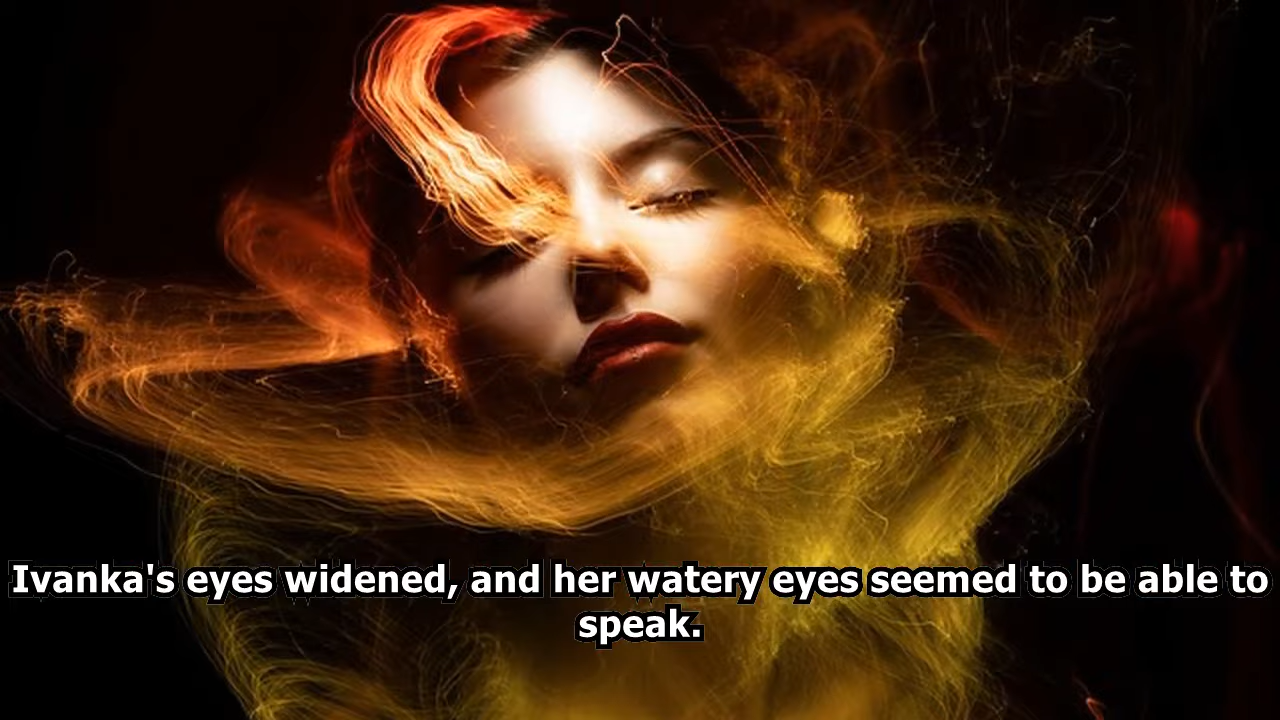 Ivanka's eyes widened, and her watery eyes seemed to be able to
speak.